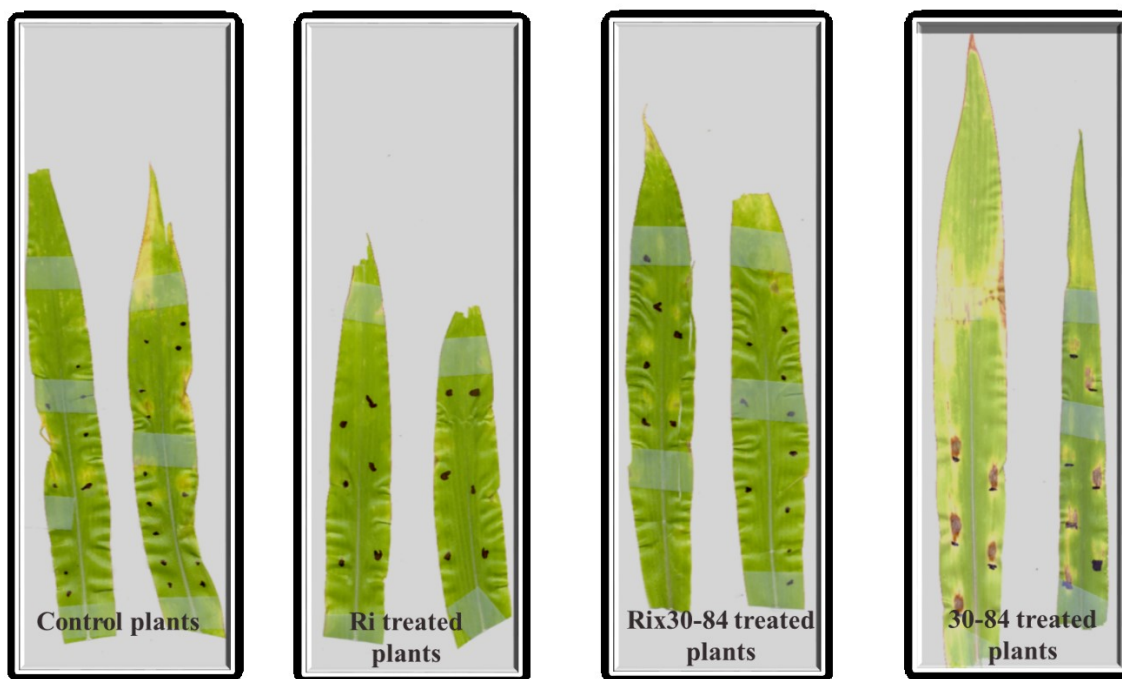 Control plants
Ri treated
plants
Rix30-84 treated
plants
30-84 treated
plants